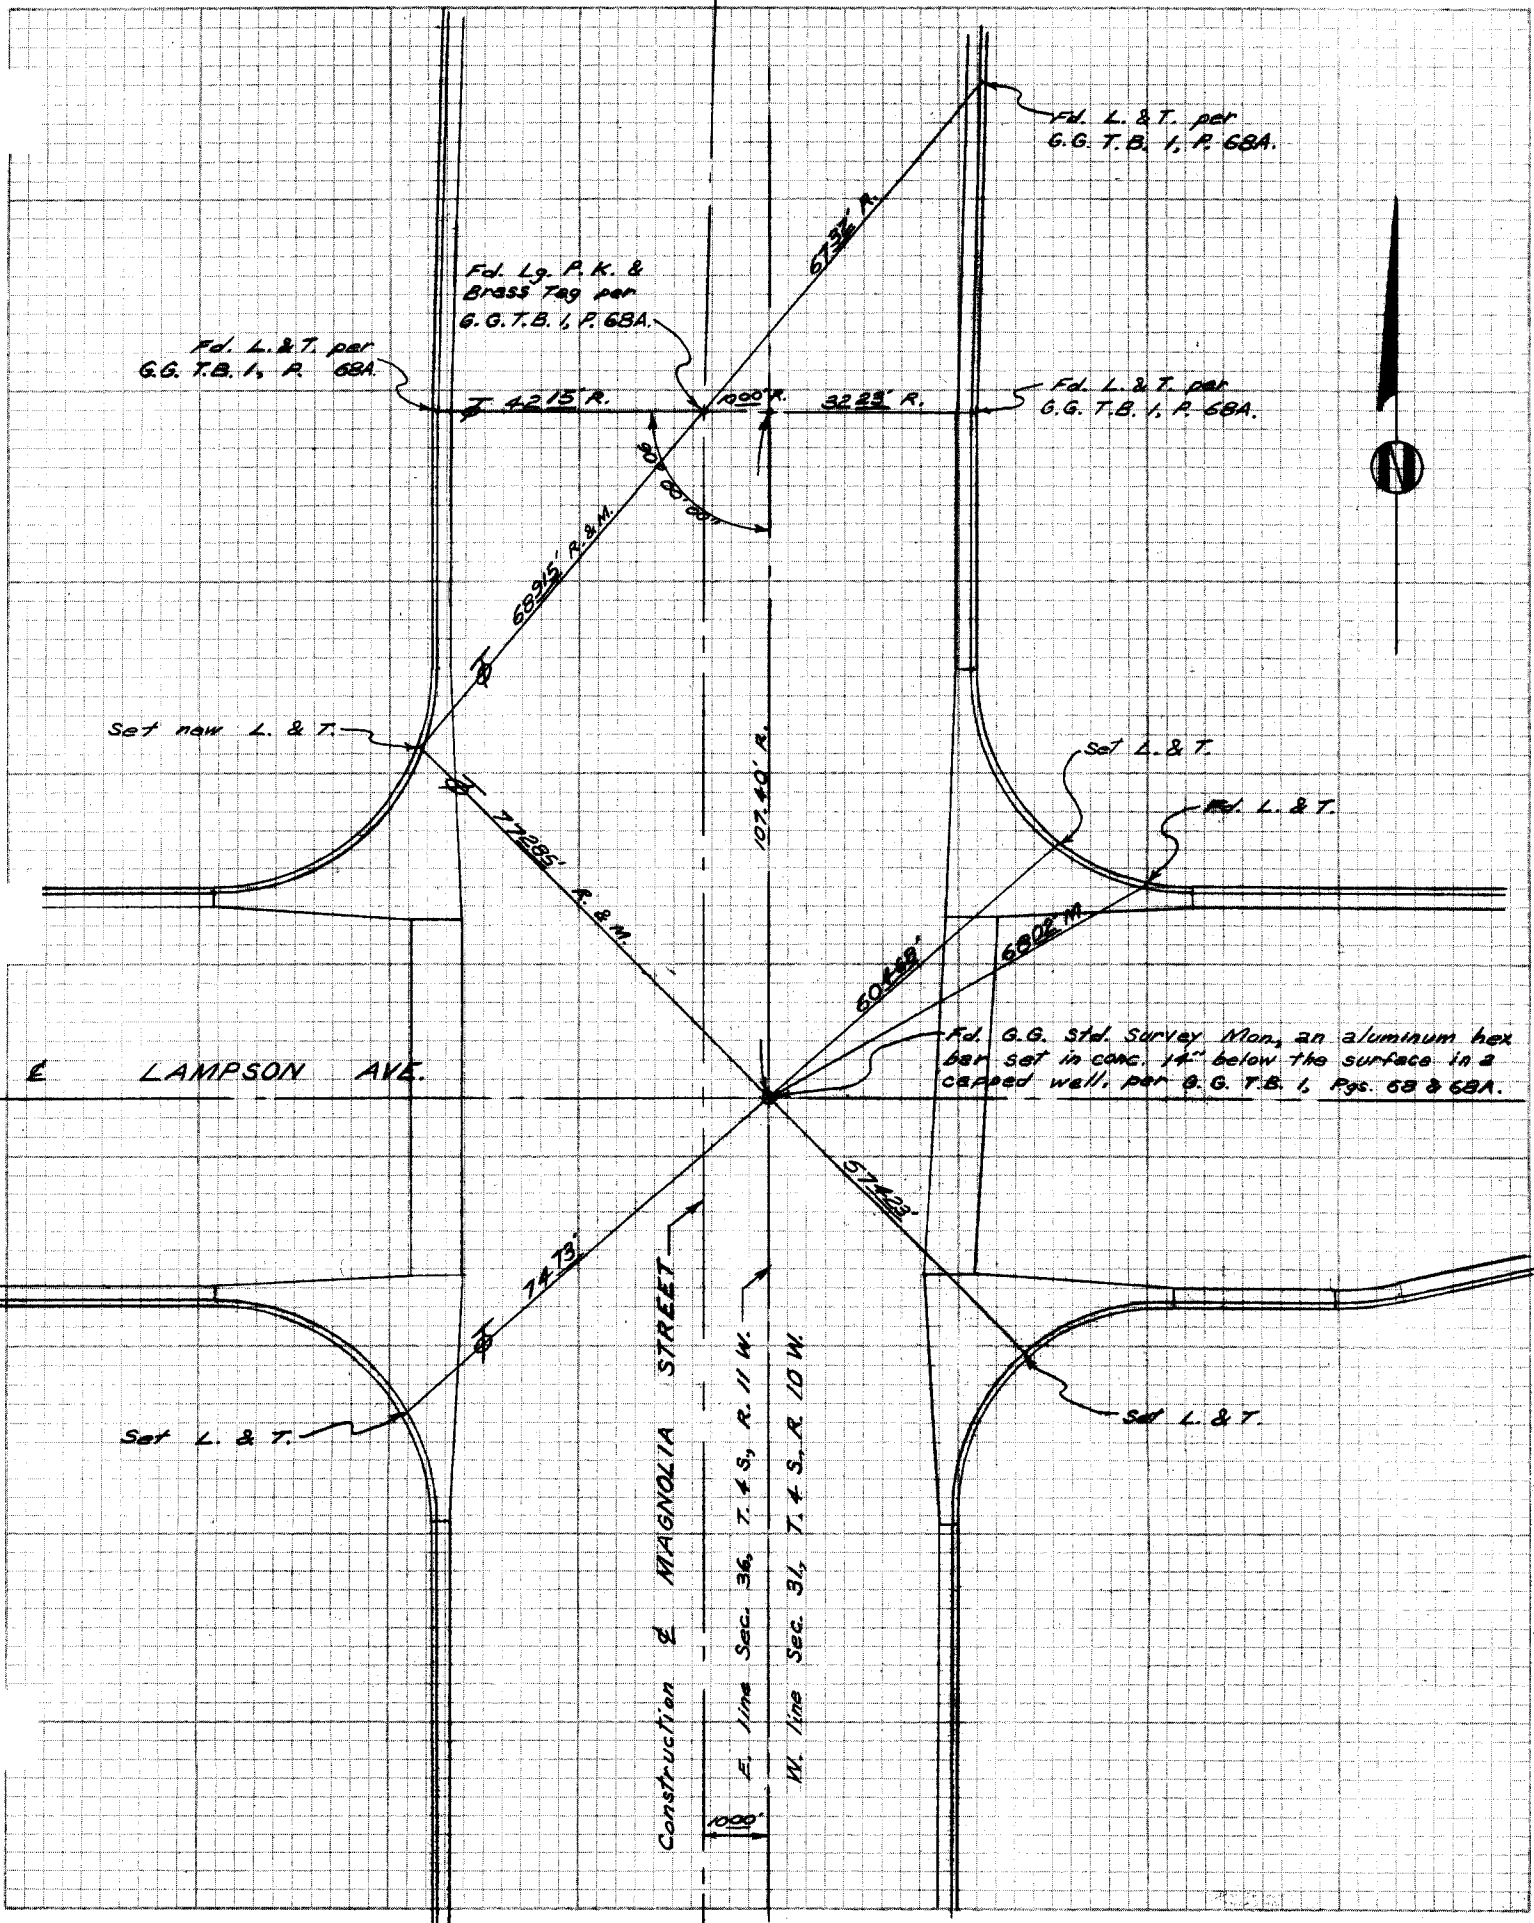 Fd. L. & T. per
G.G. T.B. 1, P. 68A.
67.32' R.
Fd. Lg. P.K. &
Brass Tag per
G.G. T.B. 1, P. 68A.
Fd. L. & T. per
G.G. T.B. 1, P. 68A.
42.15' R.
10.00' R.
32.23' R.
Fd. L. & T. per
G.G. T.B. 1, P. 68A.
N
90° 00' 00"
68.915' R. & M.
Set new L. & T.
107.40' R.
Set L. & T.
Fd. L. & T.
77.285' R. & M.
60.468'
68.02' M.
Fd. G.G. Std. Survey Mon., an aluminum hex
bar set in conc. 14" below the surface in a
capped well, per G.G. T.B. 1, Pgs. 68 & 68A.
℄ LAMPSON AVE.
57.423'
74.73'
Set L. & T.
Set L. & T.
Construction ℄ MAGNOLIA STREET
E. line Sec. 36, T. 4 S., R. 11 W.
W. line Sec. 31, T. 4 S., R. 10 W.
10.00'